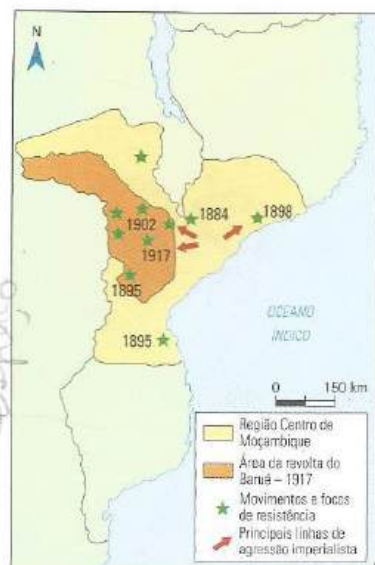 N
1884
1898
1902
1917
1895
1895
OCEANO
ÍNDICO
0 150 km
Região Centro de
Moçambique
Área da revolta do
Barué – 1917
Movimentos e focos
de resistência
Principais linhas de
agressão imperialista